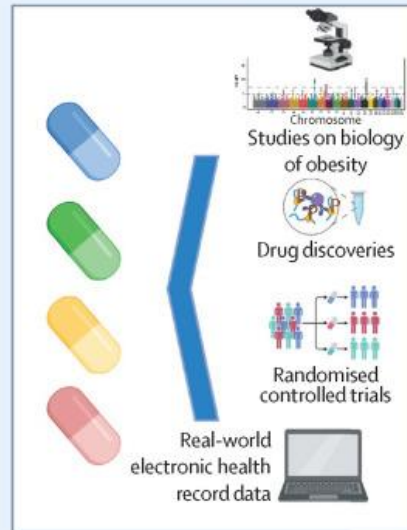 Chromosome
Studies on biology
of obesity
Drug discoveries
Randomised
controlled trials
Real-world
electronic health
record data